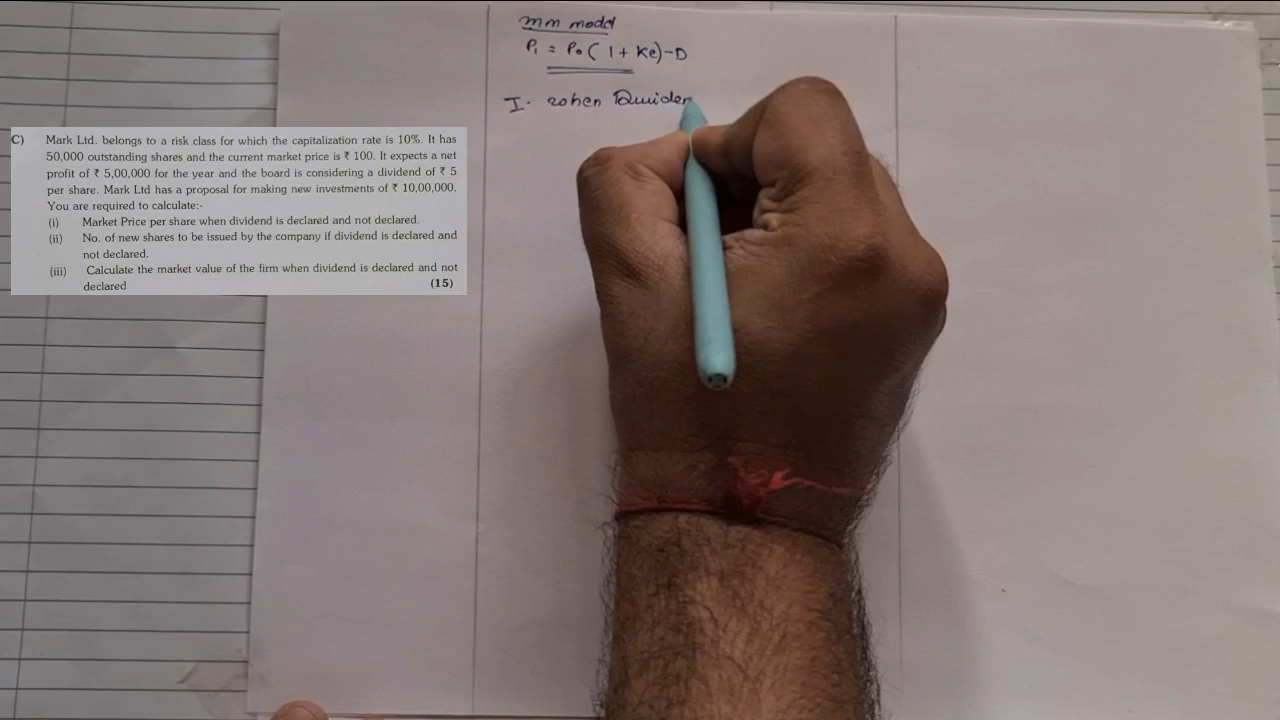 mm model
P₁ = P₀ ( 1 + Ke) - D
I. when Dividen
C) Mark Ltd. belongs to a risk class for which the capitalization rate is 10%. It has
50,000 outstanding shares and the current market price is ₹ 100. It expects a net
profit of ₹ 5,00,000 for the year and the board is considering a dividend of ₹ 5
per share. Mark Ltd has a proposal for making new investments of ₹ 10,00,000.
You are required to calculate:-
(i) Market Price per share when dividend is declared and not declared.
(ii) No. of new shares to be issued by the company if dividend is declared and
not declared.
(iii) Calculate the market value of the firm when dividend is declared and not
declared (15)